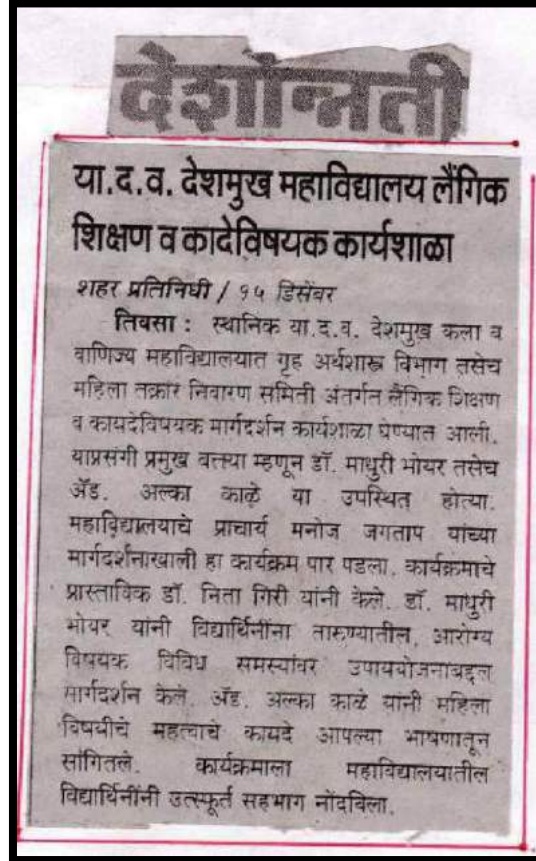 देशोन्नती
या.द.व. देशमुख महाविद्यालय लैंगिक
शिक्षण व कादेविषयक कार्यशाळा
शहर प्रतिनिधी / १५ डिसेंबर
तिवसा : स्थानिक या.द.व. देशमुख कला व
वाणिज्य महाविद्यालयात गृह अर्थशास्त्र विभाग तसेच
महिला तक्रार निवारण समिती अंतर्गत लैंगिक शिक्षण
व कायदेविषयक मार्गदर्शन कार्यशाळा घेण्यात आली.
याप्रसंगी प्रमुख वक्त्या म्हणून डॉ. माधुरी भोयर तसेच
ॲड. अल्का काळे या उपस्थित होत्या.
महाविद्यालयाचे प्राचार्य मनोज जगताप यांच्या
मार्गदर्शनाखाली हा कार्यक्रम पार पडला. कार्यक्रमाचे
प्रास्ताविक डॉ. निता गिरी यांनी केले. डॉ. माधुरी
भोयर यांनी विद्यार्थिनींना तारुण्यातील, आरोग्य
विषयक विविध समस्यांवर उपाययोजनाबद्दल
मार्गदर्शन केले. ॲड. अल्का काळे यांनी महिला
विषयीचे महत्वाचे कायदे आपल्या भाषणातून
सांगितले. कार्यक्रमाला महाविद्यालयातील
विद्यार्थिनींनी उत्स्फूर्त सहभाग नोंदविला.